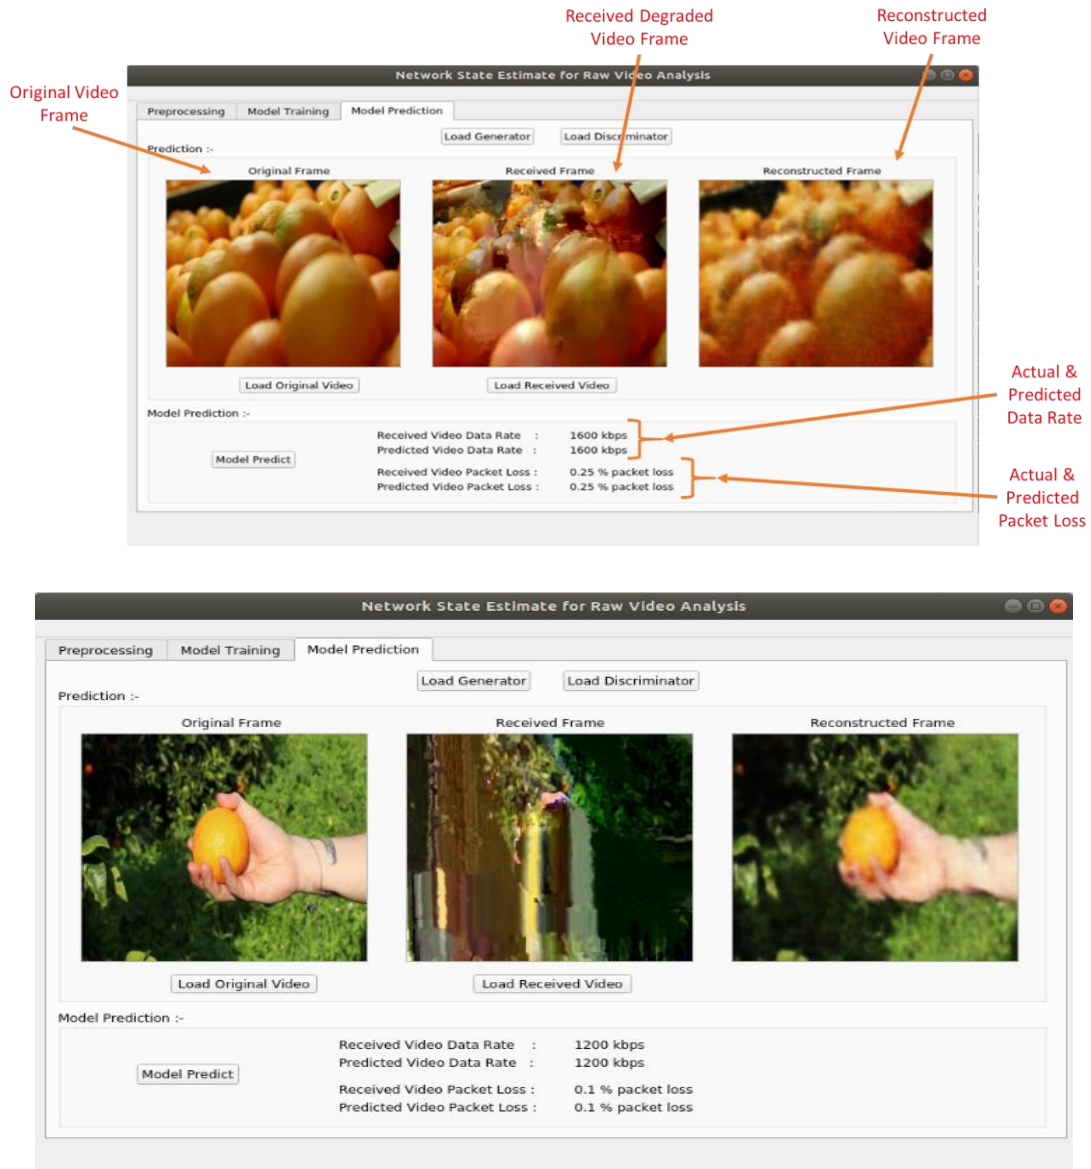 Received Degraded
Video Frame
Reconstructed
Video Frame
Original Video
Frame
Network State Estimate for Raw Video Analysis
Preprocessing Model Training Model Prediction
Load Generator Load Discriminator
Prediction :-
Original Frame Received Frame Reconstructed Frame
Load Original Video Load Received Video
Model Prediction :-
Actual &
Predicted
Data Rate
Received Video Data Rate : 1600 kbps
Predicted Video Data Rate : 1600 kbps
Model Predict
Received Video Packet Loss : 0.25 % packet loss
Predicted Video Packet Loss : 0.25 % packet loss
Actual &
Predicted
Packet Loss
Network State Estimate for Raw Video Analysis
Preprocessing Model Training Model Prediction
Load Generator Load Discriminator
Prediction :-
Original Frame Received Frame Reconstructed Frame
Load Original Video Load Received Video
Model Prediction :-
Received Video Data Rate : 1200 kbps
Predicted Video Data Rate : 1200 kbps
Model Predict
Received Video Packet Loss : 0.1 % packet loss
Predicted Video Packet Loss : 0.1 % packet loss